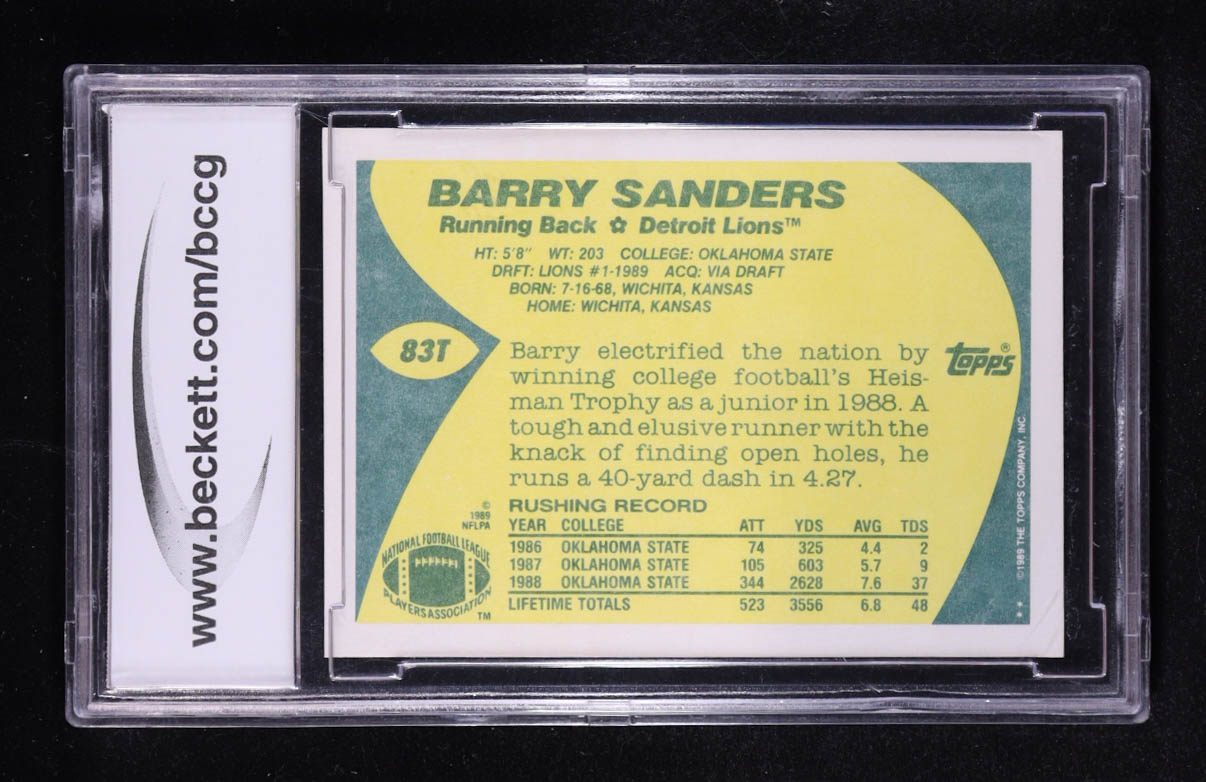 www.beckett.com/bccg
BARRY SANDERS
Running Back ✿ Detroit Lions™
HT: 5'8" WT: 203 COLLEGE: OKLAHOMA STATE
DRFT: LIONS #1-1989 ACQ: VIA DRAFT
BORN: 7-16-68, WICHITA, KANSAS
HOME: WICHITA, KANSAS
83T
Barry electrified the nation by
winning college football's Heis-
man Trophy as a junior in 1988. A
tough and elusive runner with the
knack of finding open holes, he
runs a 40-yard dash in 4.27.
topps®
© 1989 THE TOPPS COMPANY, INC.
**
©
1989
NFLPA
NATIONAL FOOTBALL LEAGUE
PLAYERS ASSOCIATION
TM
RUSHING RECORD
YEAR COLLEGE ATT YDS AVG TDS
1986 OKLAHOMA STATE 74 325 4.4 2
1987 OKLAHOMA STATE 105 603 5.7 9
1988 OKLAHOMA STATE 344 2628 7.6 37
LIFETIME TOTALS 523 3556 6.8 48